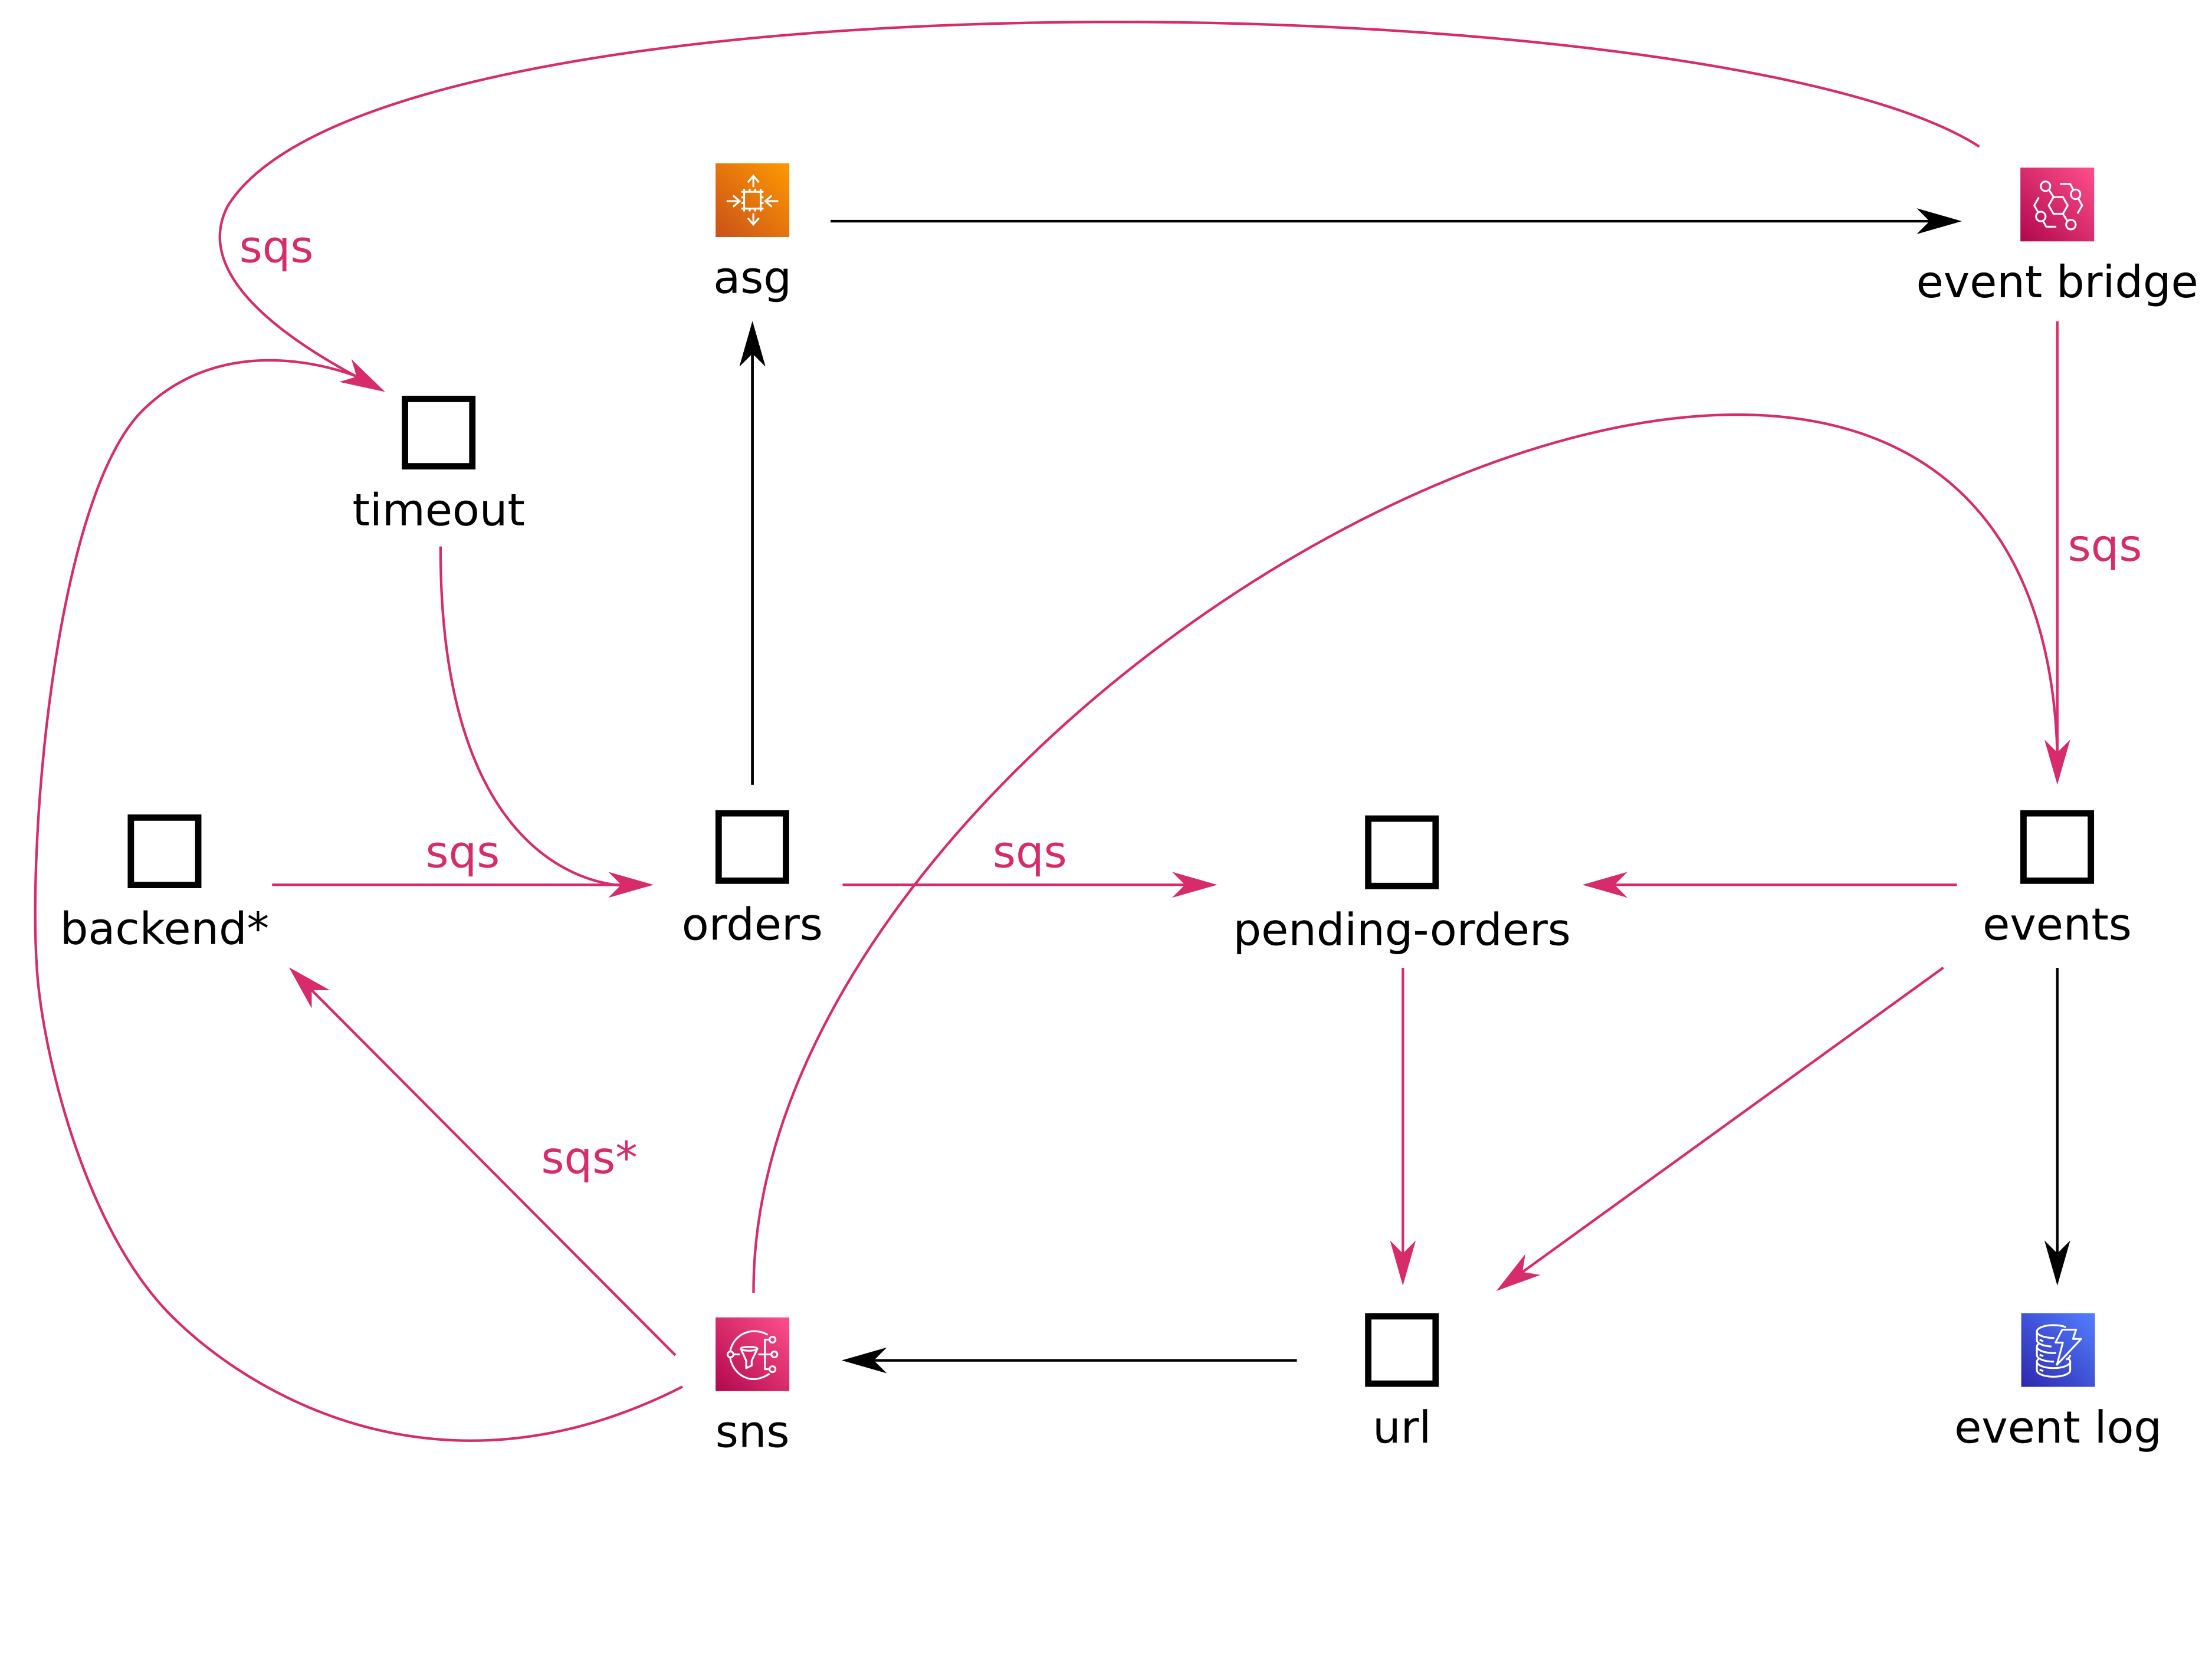 sqs
asg
event bridge
timeout
sqs
sqs
sqs
backend*
orders
pending-orders
events
sqs*
sns
url
event log